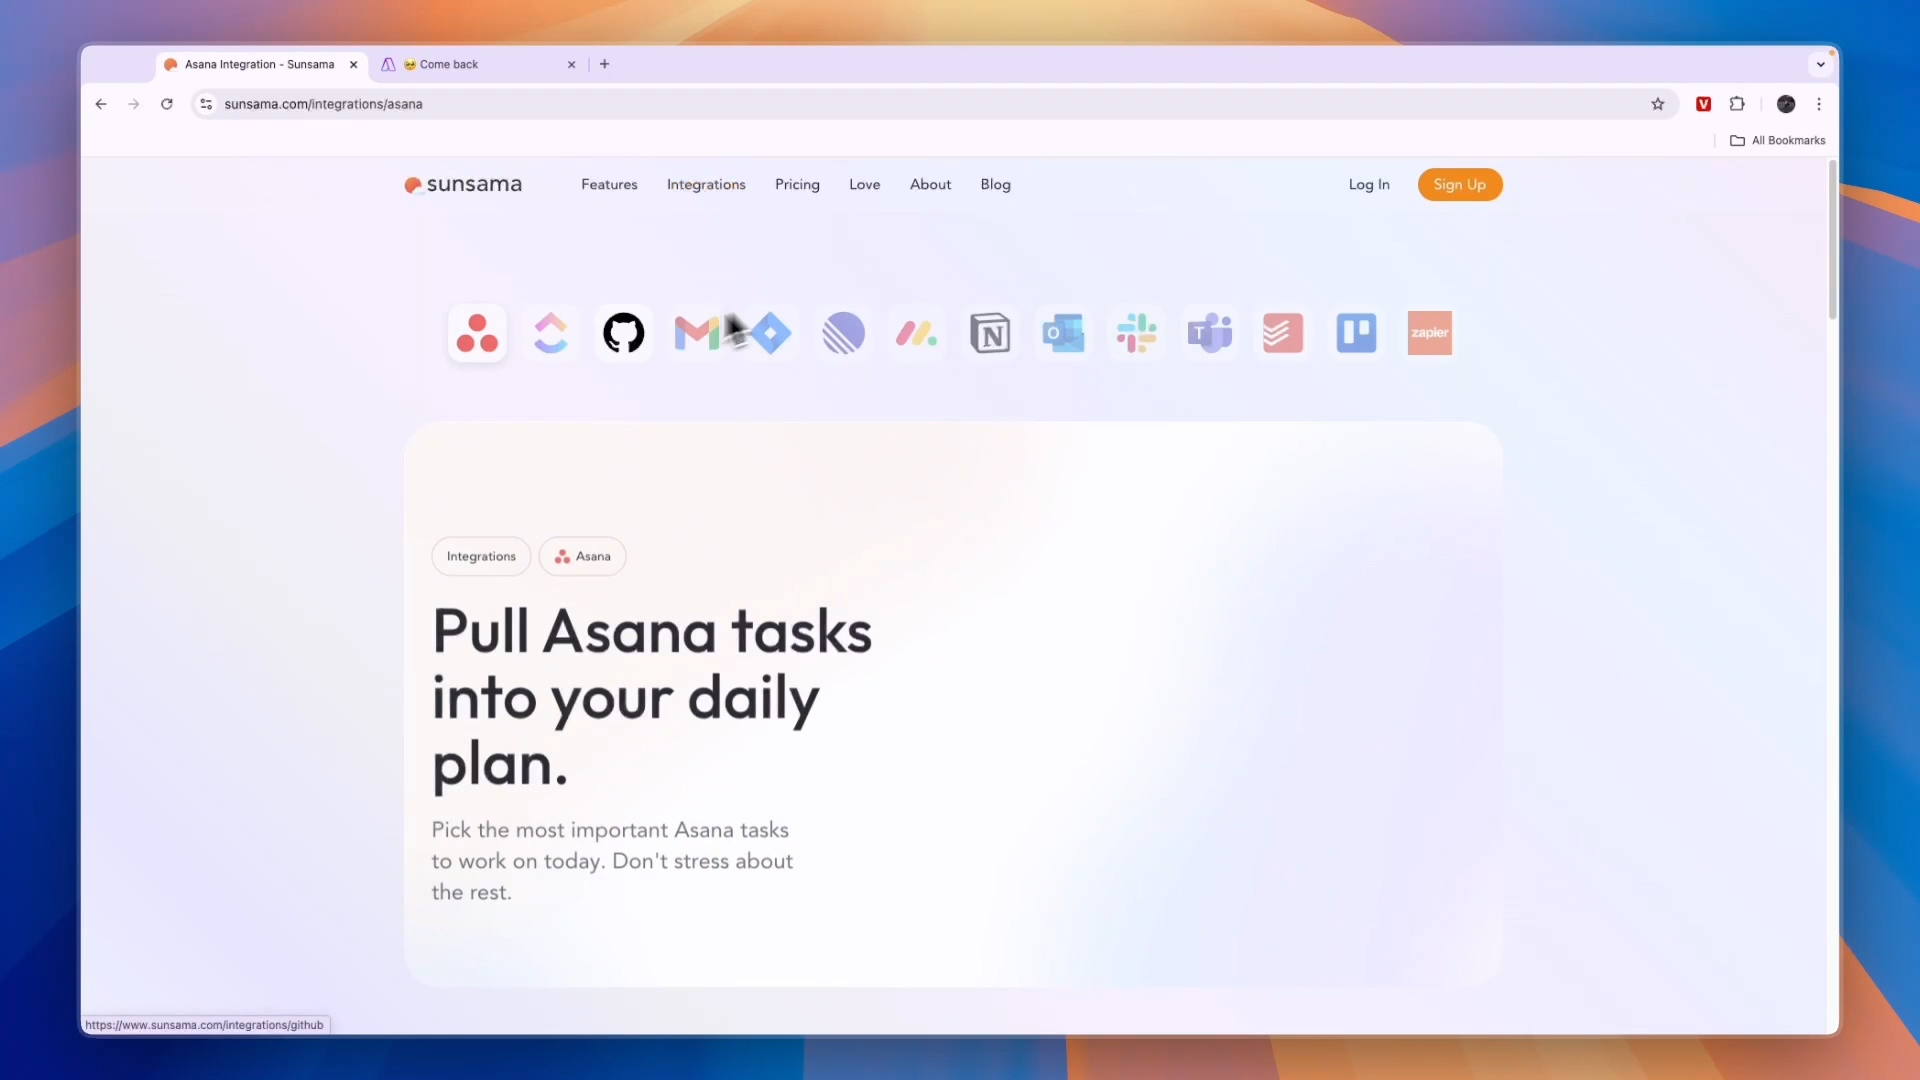 Asana Integration - Sunsama
🥹 Come back
sunsama.com/integrations/asana
V
All Bookmarks
sunsama
Features
Integrations
Pricing
Love
About
Blog
Log In
Sign Up
N
O
T
zapier
Integrations
Asana
Pull Asana tasks
into your daily
plan.
Pick the most important Asana tasks
to work on today. Don't stress about
the rest.
https://www.sunsama.com/integrations/github